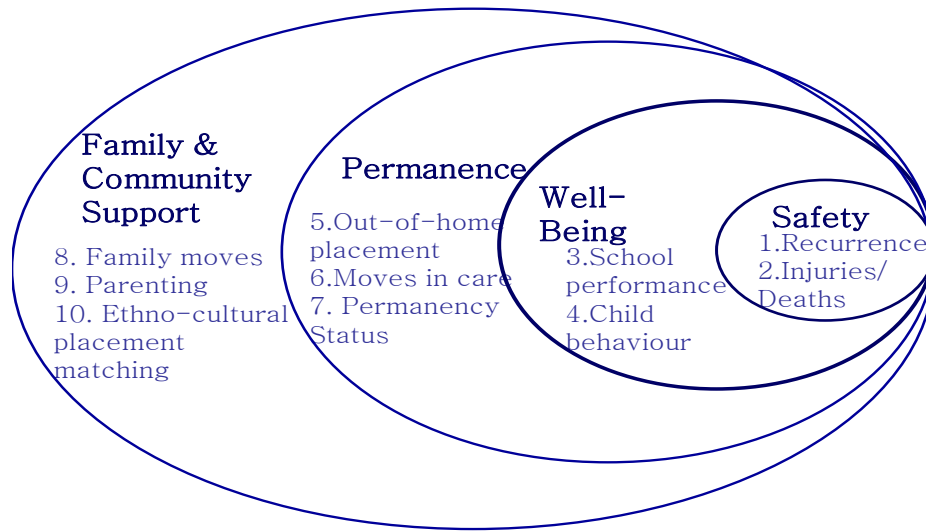 Family &
Community
Support
8. Family moves
9. Parenting
10. Ethno-cultural
placement
matching
Permanence
5.Out-of-home
placement
6.Moves in care
7. Permanency
Status
Well-
Being
3.School
performance
4.Child
behaviour
Safety
1.Recurrence
2.Injuries/
Deaths